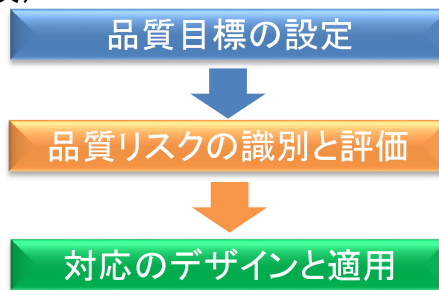 品質目標の設定
品質リスクの識別と評価
対応のデザインと適用